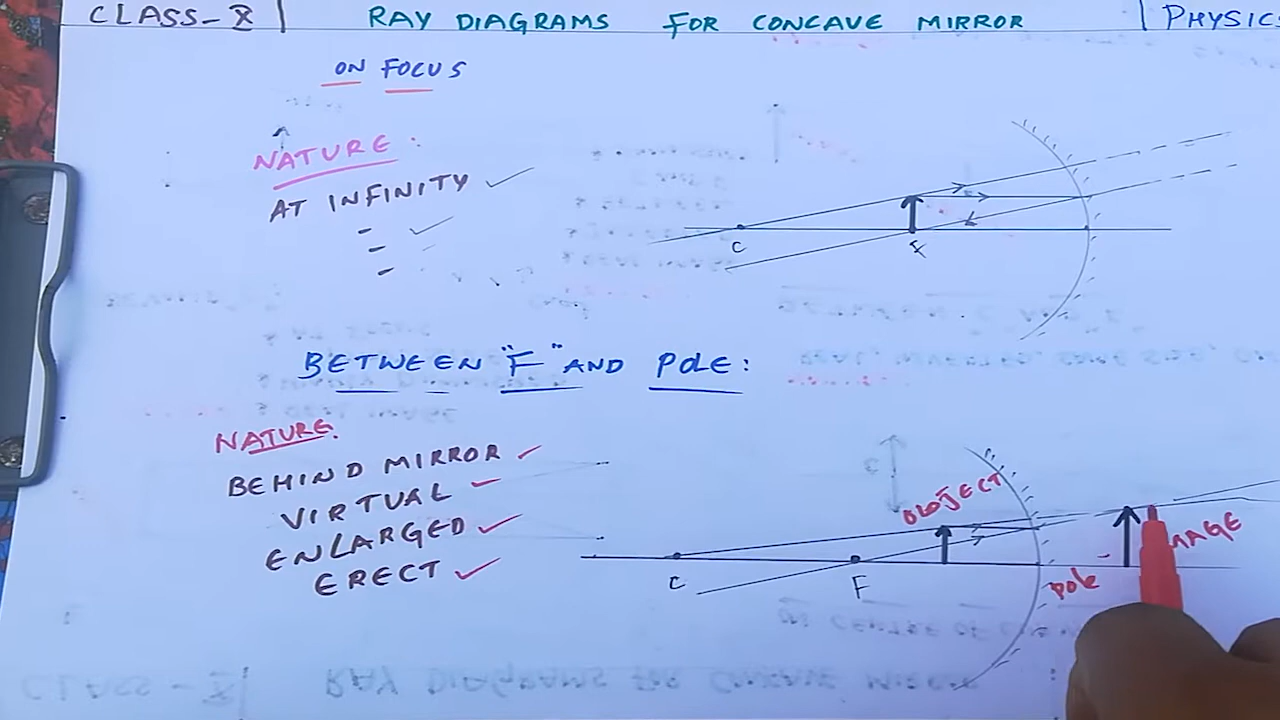 CLASS-X RAY DIAGRAMS FOR CONCAVE MIRROR PHYSICS
ON FOCUS
NATURE:
AT INFINITY
C F
BETWEEN "F" AND POLE:
NATURE.
BEHIND MIRROR
VIRTUAL
ENLARGED
ERECT
OBJECT
C F Pole